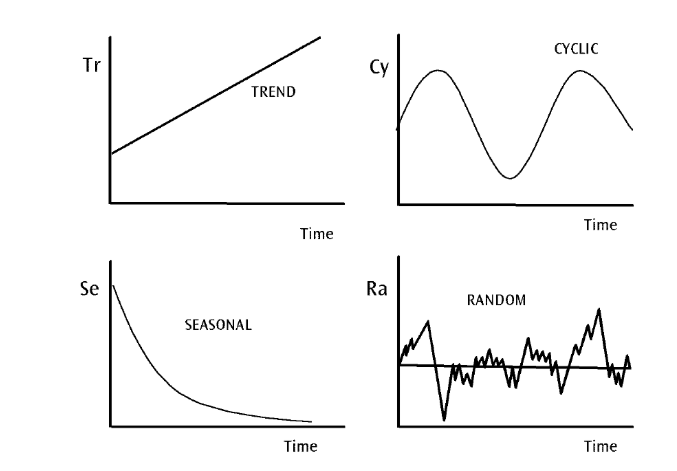 Tr
TREND
Time
Cy
CYCLIC
Time
Se
SEASONAL
Time
Ra
RANDOM
Time